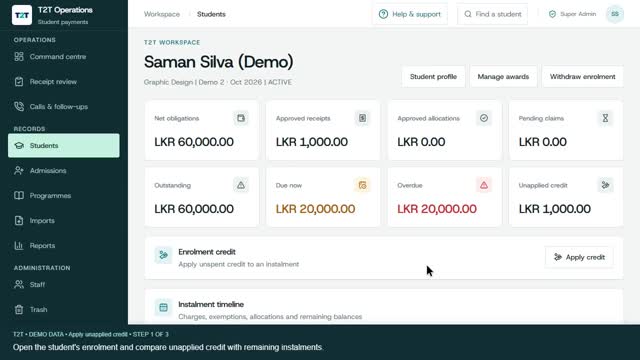 T2T Operations
Student payments
OPERATIONS
Command centre
Receipt review
Calls & follow-ups
RECORDS
Students
Admissions
Programmes
Imports
Reports
ADMINISTRATION
Staff
Trash
Workspace Students
Help & support
Find a student
Super Admin
SS
T2T WORKSPACE
Saman Silva (Demo)
Graphic Design | Demo 2 · Oct 2026 | ACTIVE
Student profile
Manage awards
Withdraw enrolment
Net obligations
LKR 60,000.00
Approved receipts
LKR 1,000.00
Approved allocations
LKR 0.00
Pending claims
LKR 0.00
Outstanding
LKR 60,000.00
Due now
LKR 20,000.00
Overdue
LKR 20,000.00
Unapplied credit
LKR 1,000.00
Enrolment credit
Apply unspent credit to an instalment
Apply credit
Instalment timeline
Charges, exemptions, allocations and remaining balances
T2T • DEMO DATA • Apply unapplied credit • STEP 1 OF 3
Open the student's enrolment and compare unapplied credit with remaining instalments.